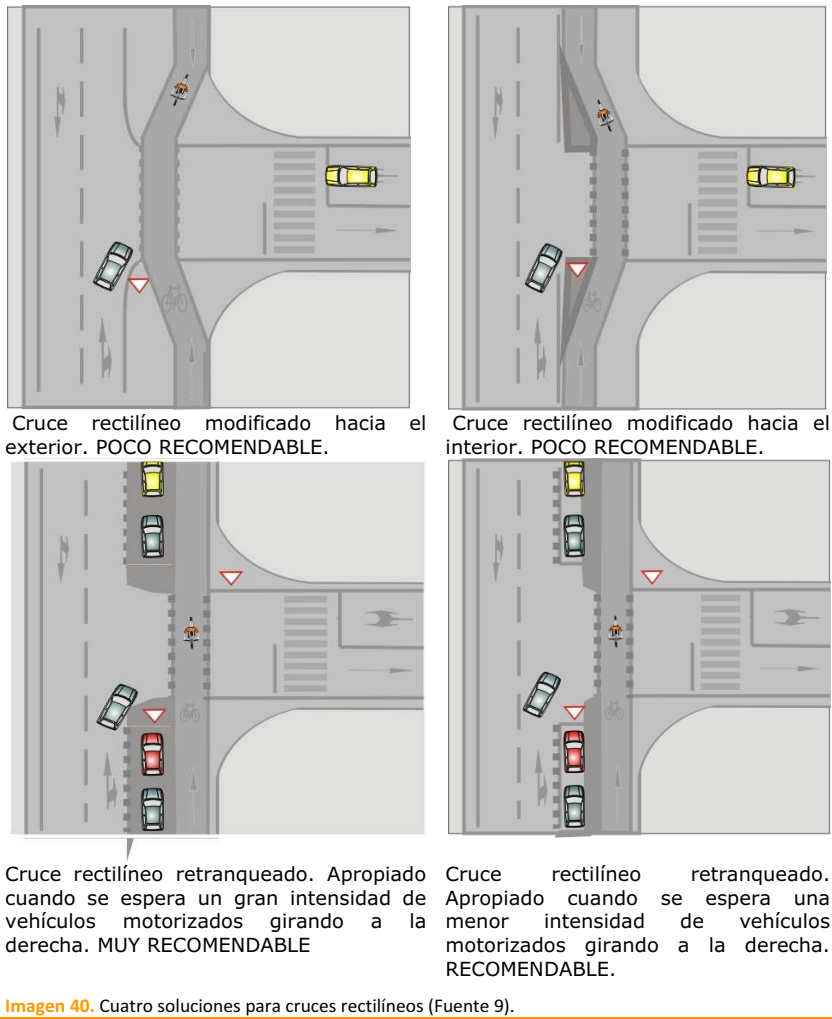 Cruce rectilíneo modificado hacia el
exterior. POCO RECOMENDABLE.
Cruce rectilíneo modificado hacia el
interior. POCO RECOMENDABLE.
Cruce rectilíneo retranqueado. Apropiado
cuando se espera un gran intensidad de
vehículos motorizados girando a la
derecha. MUY RECOMENDABLE
Cruce rectilíneo retranqueado.
Apropiado cuando se espera una
menor intensidad de vehículos
motorizados girando a la derecha.
RECOMENDABLE.
Imagen 40. Cuatro soluciones para cruces rectilíneos (Fuente 9).